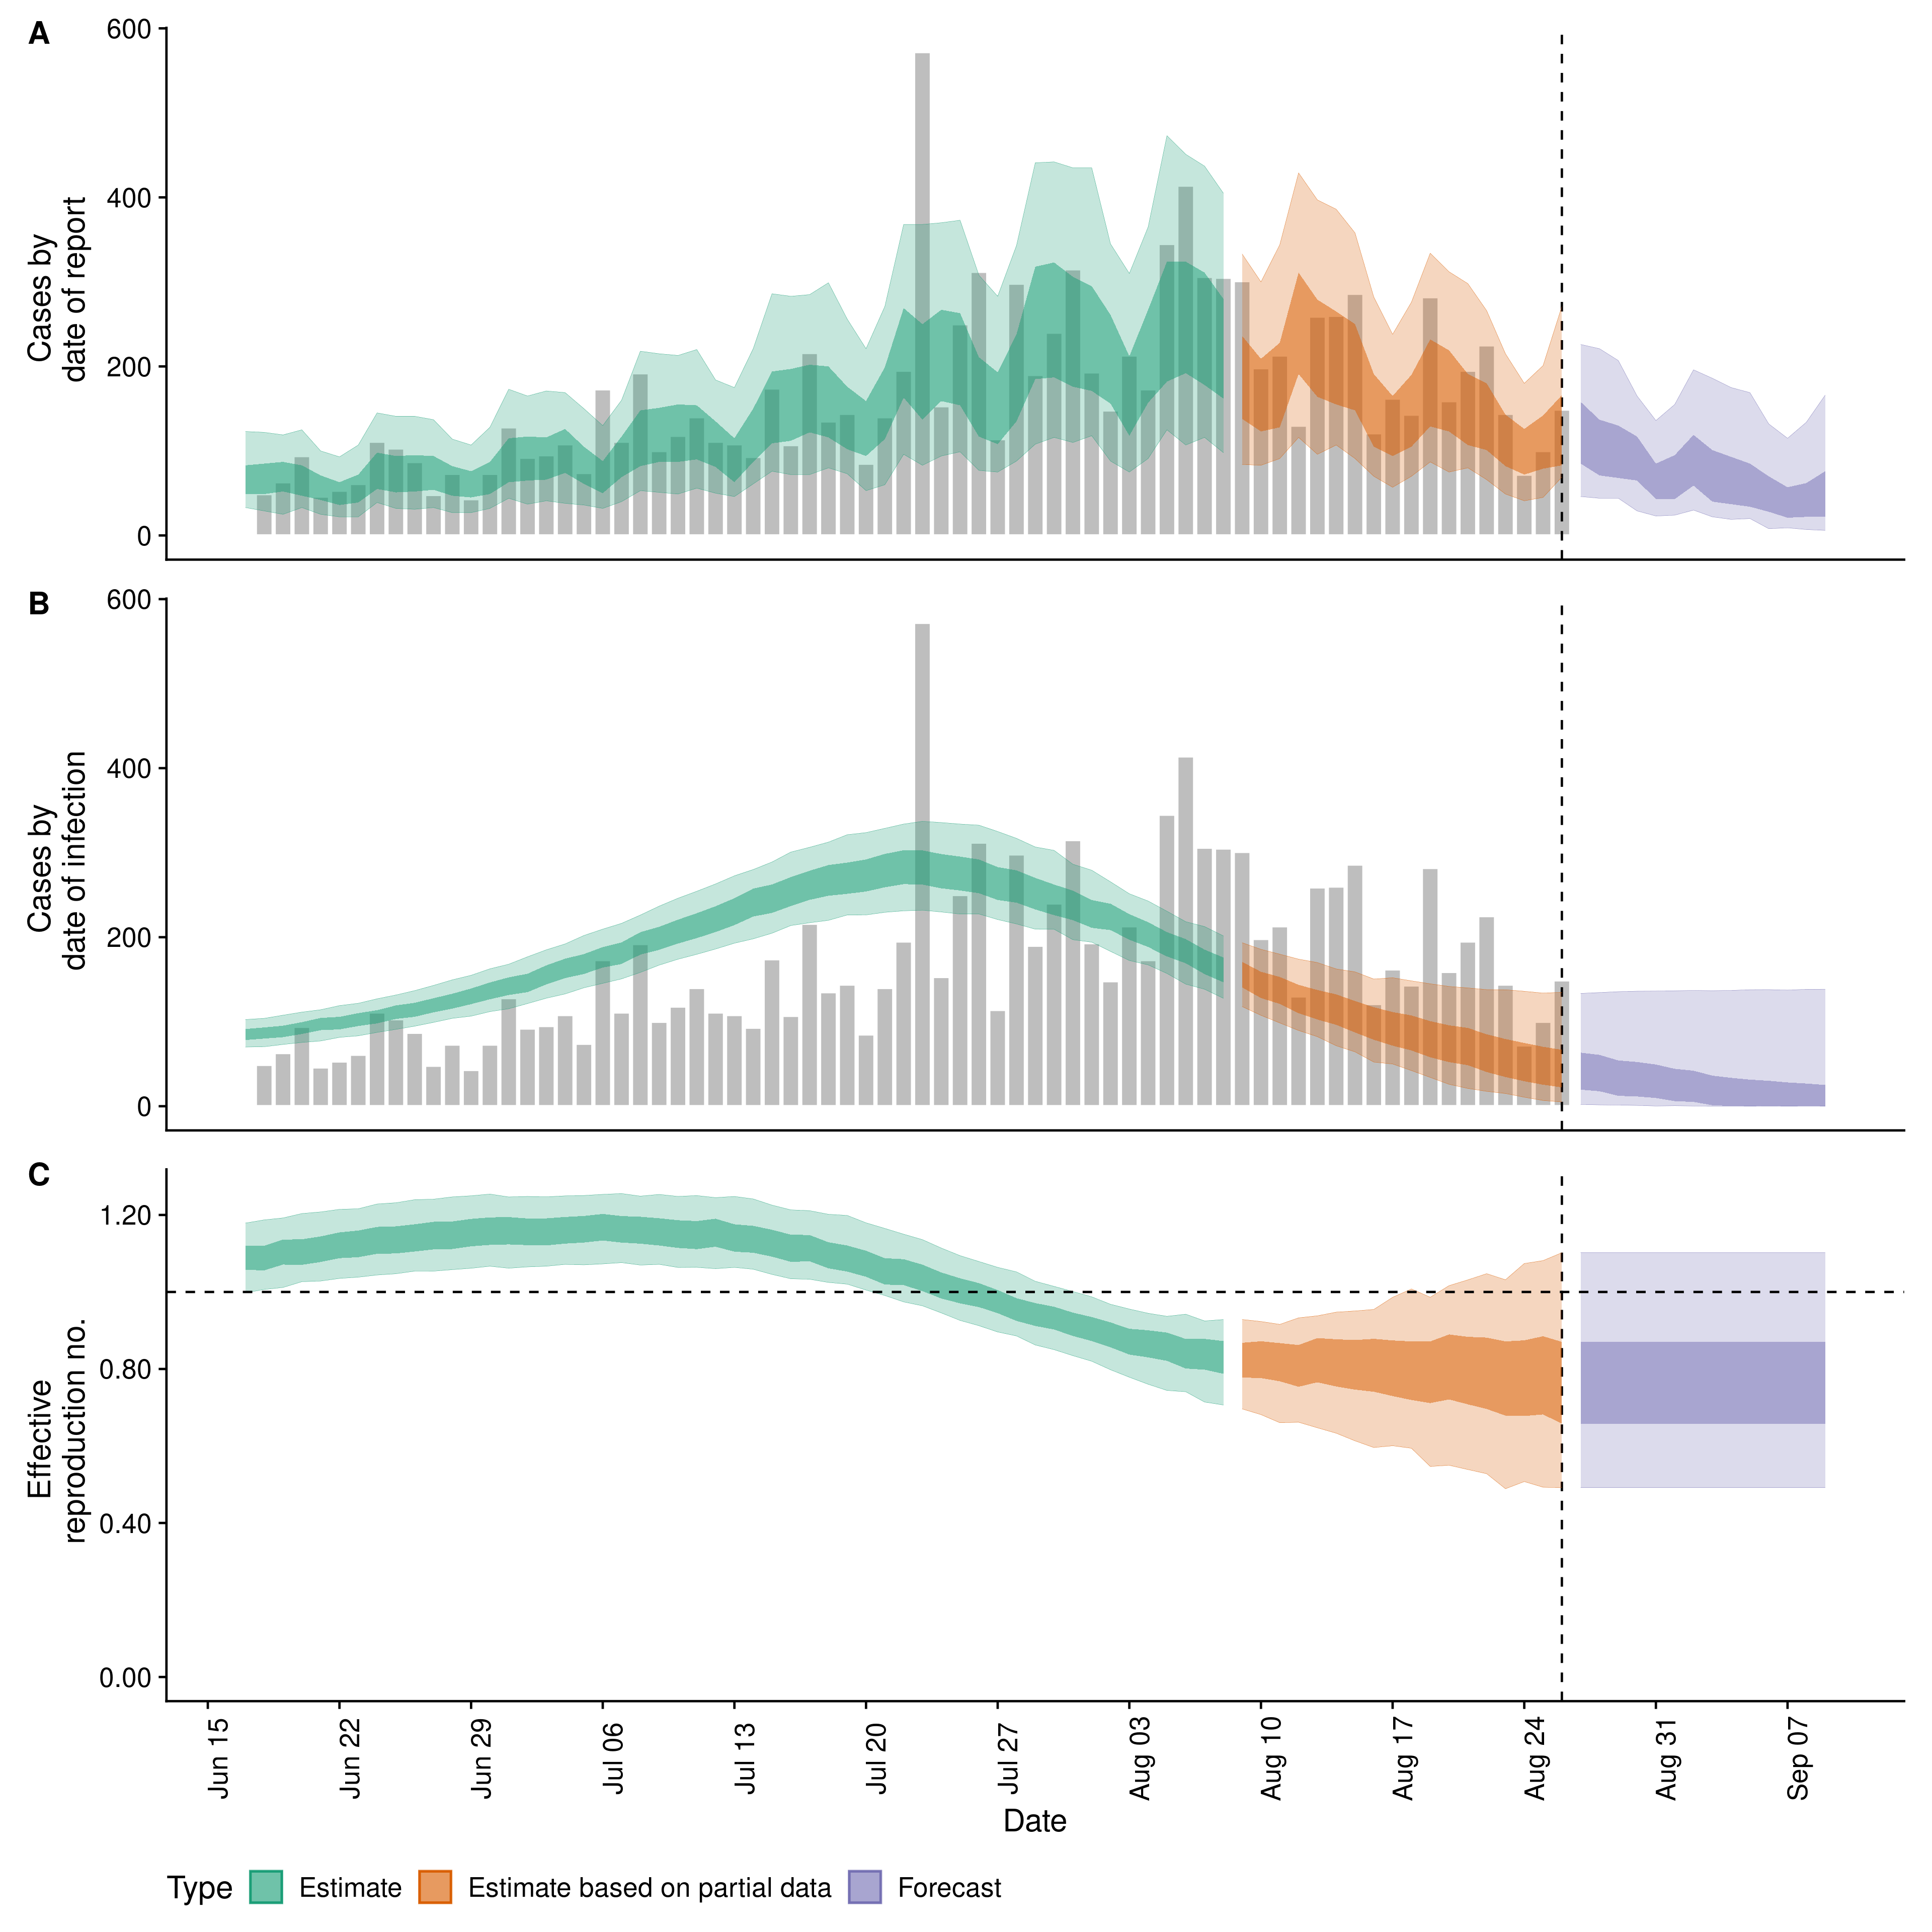 A
600
400
200
0
Cases by
date of report
B
600
400
200
0
Cases by
date of infection
C
1.20
0.80
0.40
0.00
Effective
reproduction no.
Jun 15
Jun 22
Jun 29
Jul 06
Jul 13
Jul 20
Jul 27
Aug 03
Aug 10
Aug 17
Aug 24
Aug 31
Sep 07
Date
Type Estimate Estimate based on partial data Forecast